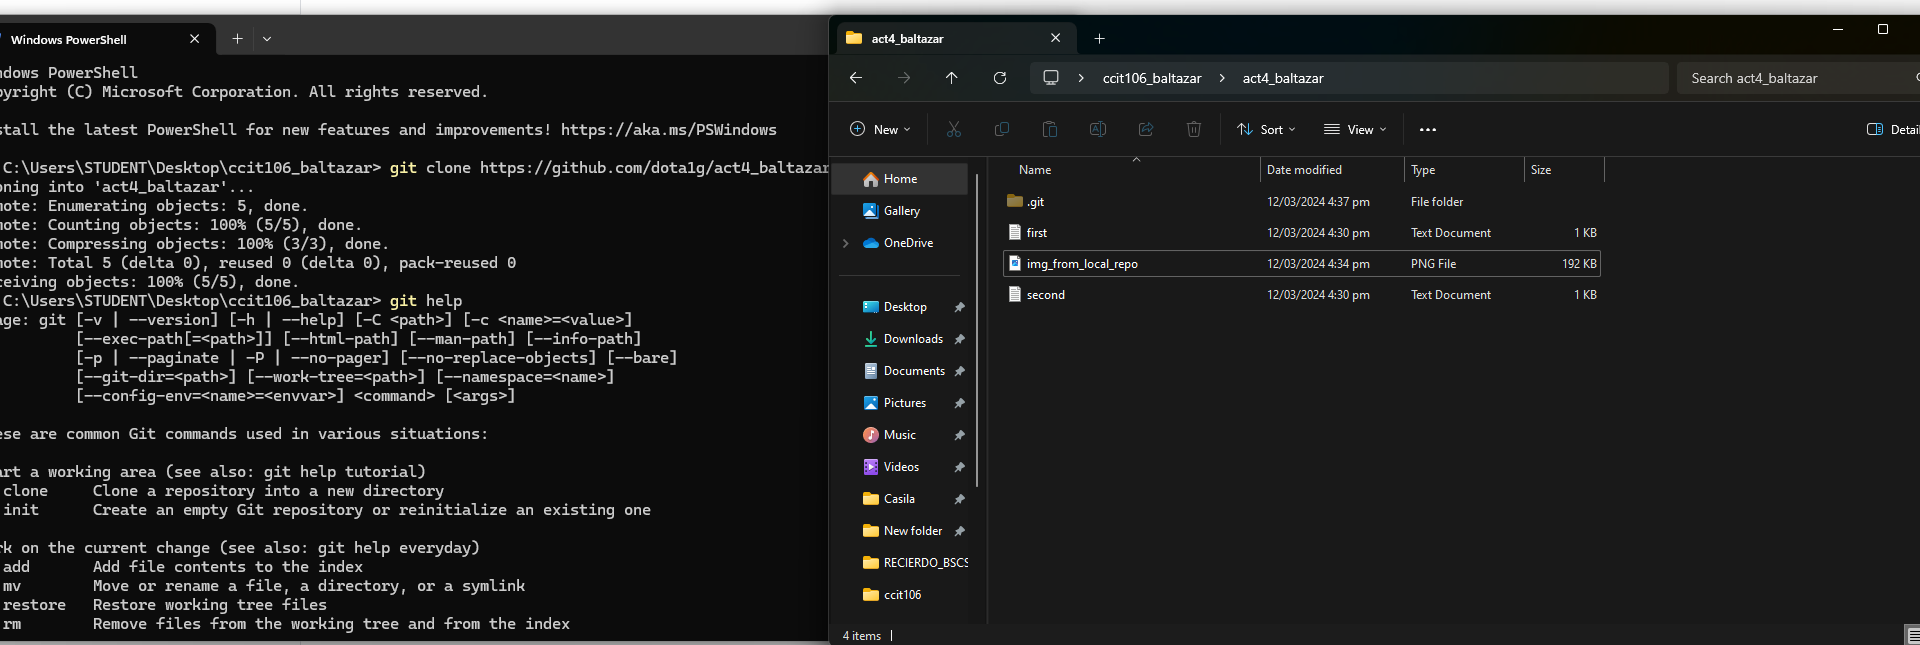 Windows PowerShell
ndows PowerShell
pyright (C) Microsoft Corporation. All rights reserved.
stall the latest PowerShell for new features and improvements! https://aka.ms/PSWindows
C:\Users\STUDENT\Desktop\ccit106_baltazar> git clone https://github.com/dota1g/act4_baltazar
oning into 'act4_baltazar'...
mote: Enumerating objects: 5, done.
mote: Counting objects: 100% (5/5), done.
mote: Compressing objects: 100% (3/3), done.
mote: Total 5 (delta 0), reused 0 (delta 0), pack-reused 0
ceiving objects: 100% (5/5), done.
C:\Users\STUDENT\Desktop\ccit106_baltazar> git help
age: git [-v | --version] [-h | --help] [-C <path>] [-c <name>=<value>]
[--exec-path[=<path>]] [--html-path] [--man-path] [--info-path]
[-p | --paginate | -P | --no-pager] [--no-replace-objects] [--bare]
[--git-dir=<path>] [--work-tree=<path>] [--namespace=<name>]
[--config-env=<name>=<envvar>] <command> [<args>]
ese are common Git commands used in various situations:
art a working area (see also: git help tutorial)
clone Clone a repository into a new directory
init Create an empty Git repository or reinitialize an existing one
rk on the current change (see also: git help everyday)
add Add file contents to the index
mv Move or rename a file, a directory, or a symlink
restore Restore working tree files
rm Remove files from the working tree and from the index
act4_baltazar
ccit106_baltazar > act4_baltazar
Search act4_baltazar
New Sort View Detail
Home
Gallery
OneDrive
Desktop
Downloads
Documents
Pictures
Music
Videos
Casila
New folder
RECIERDO_BSCS
ccit106
Name Date modified Type Size
.git 12/03/2024 4:37 pm File folder
first 12/03/2024 4:30 pm Text Document 1 KB
img_from_local_repo 12/03/2024 4:34 pm PNG File 192 KB
second 12/03/2024 4:30 pm Text Document 1 KB
4 items